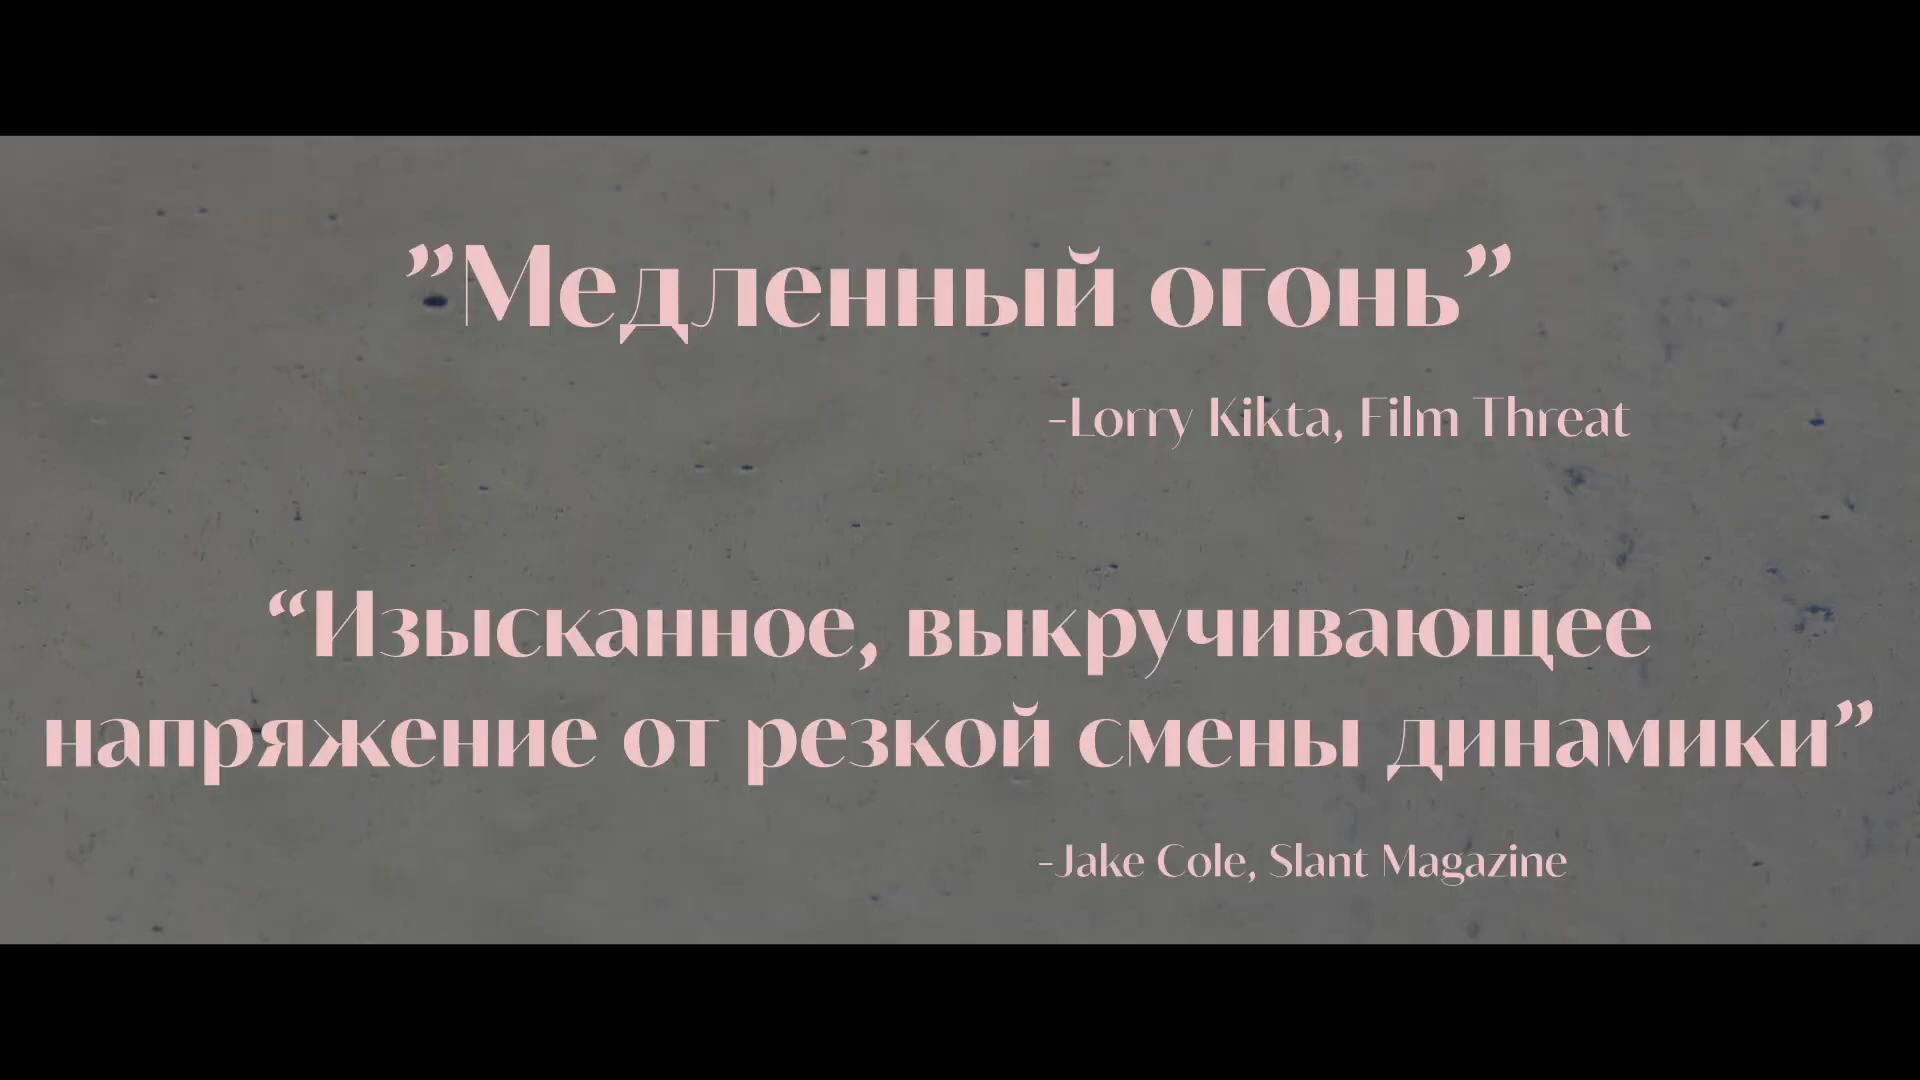 ”Медленный огонь”
-Lorry Kikta, Film Threat
“Изысканное, выкручивающее
напряжение от резкой смены динамики”
-Jake Cole, Slant Magazine